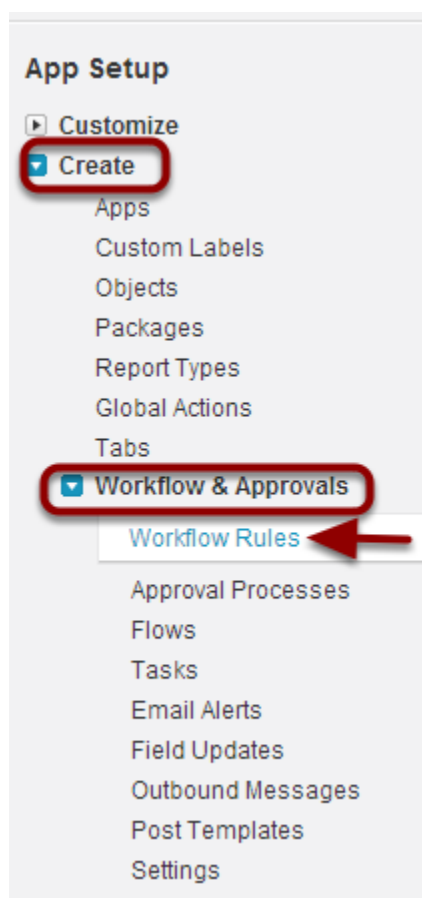 App Setup
Customize
Create
Apps
Custom Labels
Objects
Packages
Report Types
Global Actions
Tabs
Workflow & Approvals
Workflow Rules
Approval Processes
Flows
Tasks
Email Alerts
Field Updates
Outbound Messages
Post Templates
Settings